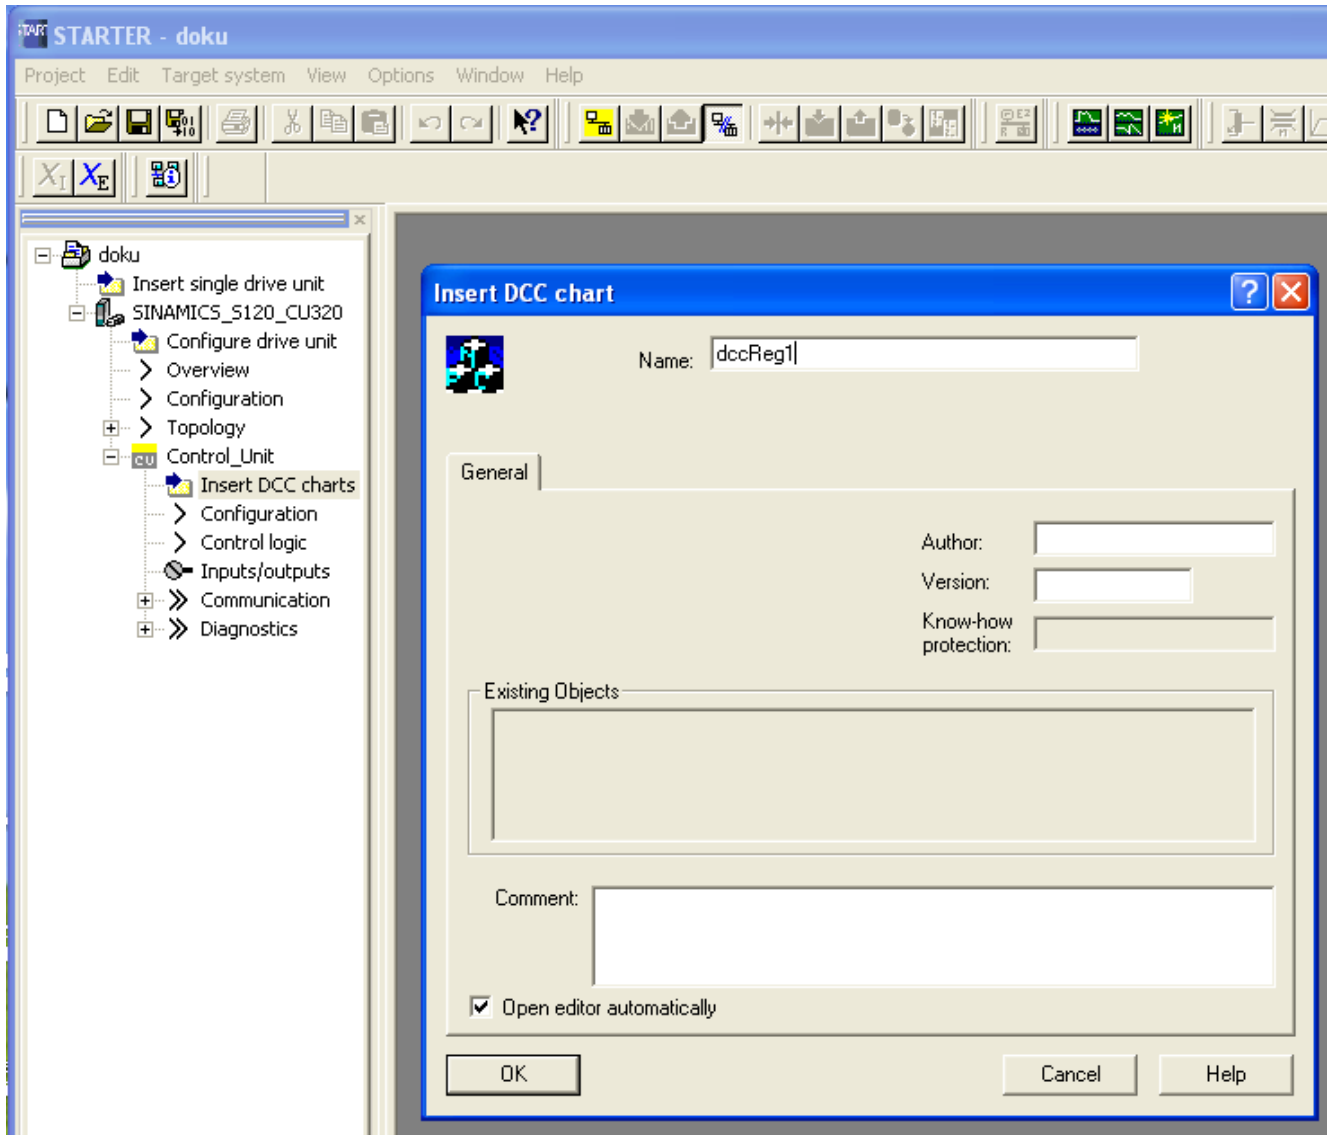 STARTER - doku
Project Edit Target system View Options Window Help
doku
Insert single drive unit
SINAMICS_S120_CU320
Configure drive unit
Overview
Configuration
Topology
Control_Unit
Insert DCC charts
Configuration
Control logic
Inputs/outputs
Communication
Diagnostics
Insert DCC chart
Name: dccReg1
General
Author:
Version:
Know-how
protection:
Existing Objects
Comment:
Open editor automatically
OK Cancel Help